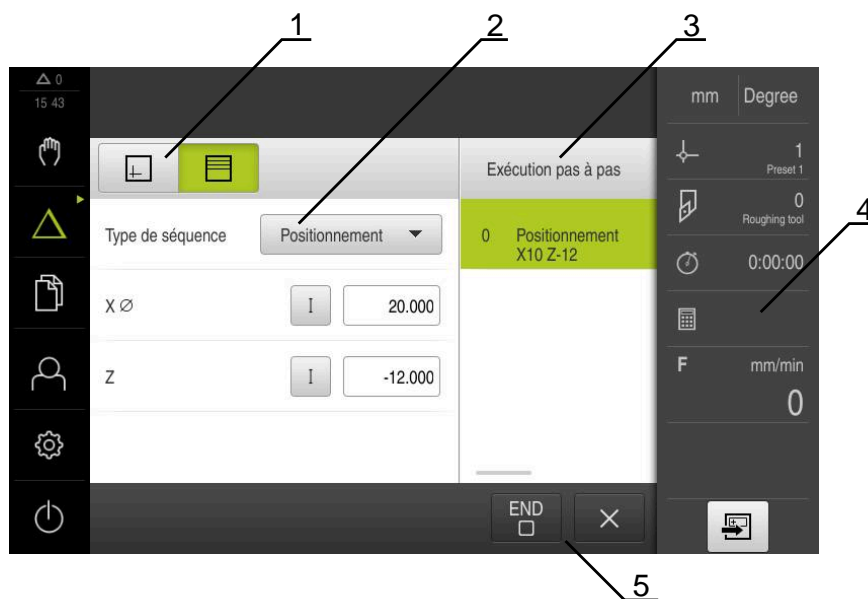 1 2 3
0
15 43
mm Degree
1
Preset 1
Exécution pas à pas
0
Roughing tool
4
Type de séquence Positionnement
0 Positionnement
X10 Z-12
0:00:00
X Ø I 20.000
F mm/min
0
Z I -12.000
END
5